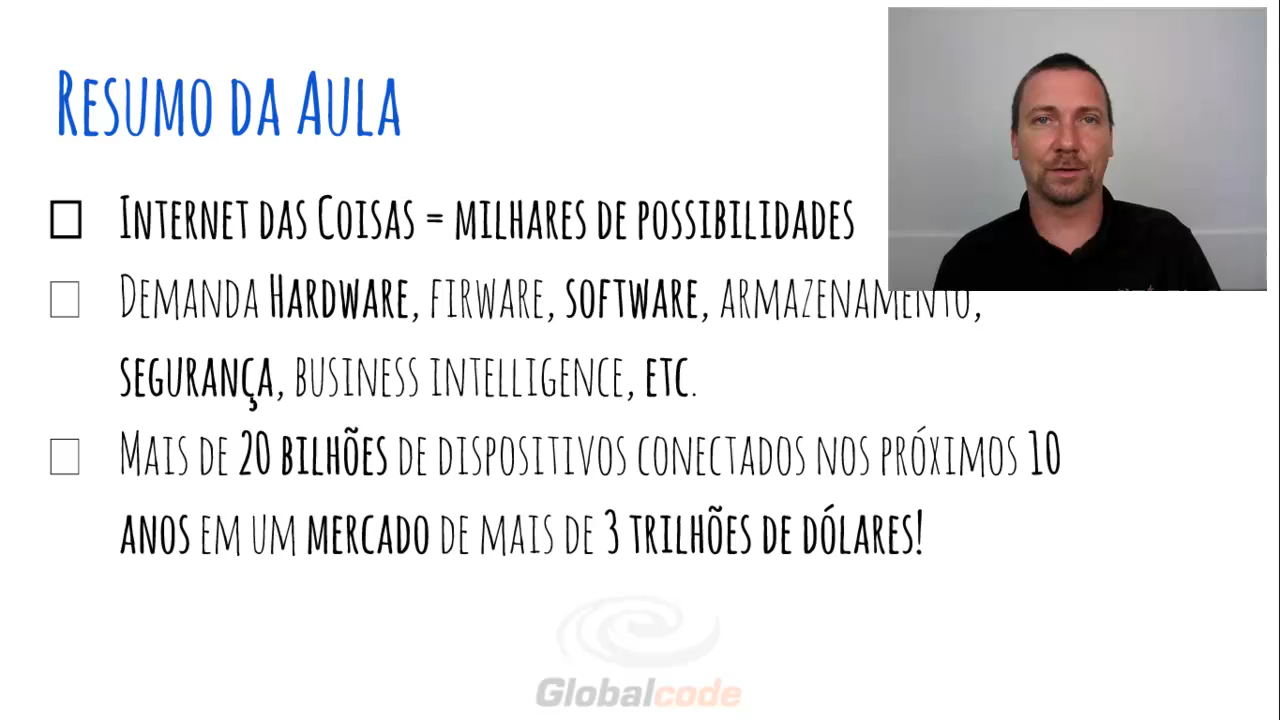 Resumo da Aula
Internet das Coisas = milhares de possibilidades
Demanda Hardware, firware, software, armazenamento,
segurança, business intelligence, etc.
Mais de 20 bilhões de dispositivos conectados nos próximos 10
anos em um mercado de mais de 3 trilhões de dólares!
Globalcode